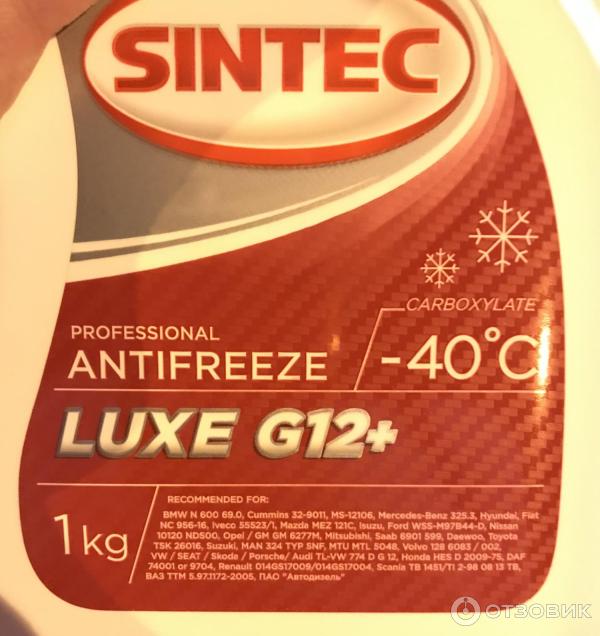 SINTEC
CARBOXYLATE
PROFESSIONAL
ANTIFREEZE
-40°C
LUXE G12+
1kg
RECOMMENDED FOR:
BMW N 600 69.0, Cummins 32-9011, MS-12106, Mercedes-Benz 325.3, Hyundai, Fiat
NC 956-16, Iveco 55523/1, Mazda MEZ 121C, Isuzu, Ford WSS-M97B44-D, Nissan
10120 ND500, Opel / GM GM 6277M, Mitsubishi, Saab 6901 599, Daewoo, Toyota
TSK 26016, Suzuki, MAN 324 TYP SNF, MTU MTL 5048, Volvo 128 6083 / 002,
VW / SEAT / Skoda / Porsche/ Audi TL-VW 774 D G 12, Honda HES D 2009-75, DAF
74001 or 9704, Renault 014GS17009/014GS17004, Scania TB 1451/Ti 2-98 08 13 TB,
ВАЗ ТТМ 5.97.1172-2005, ПАО "Автодизель"
ОТЗОВИК